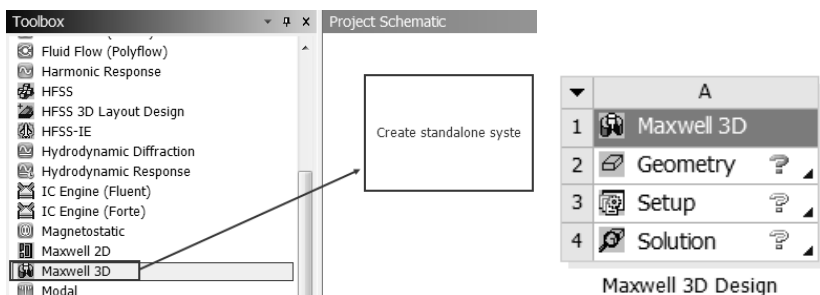 Toolbox
Project Schematic
Fluid Flow (Polyflow)
Harmonic Response
HFSS
HFSS 3D Layout Design
HFSS-IE
Hydrodynamic Diffraction
Hydrodynamic Response
IC Engine (Fluent)
IC Engine (Forte)
Magnetostatic
Maxwell 2D
Maxwell 3D
Modal
Create standalone syste
A
1 Maxwell 3D
2 Geometry ?
3 Setup ?
4 Solution ?
Maxwell 3D Design